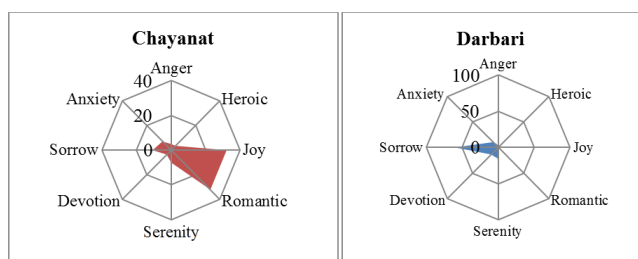 Chayanat
Anger
40
20
0
Anxiety
Heroic
Sorrow
Joy
Devotion
Romantic
Serenity
Darbari
Anger
100
50
0
Anxiety
Heroic
Sorrow
Joy
Devotion
Romantic
Serenity